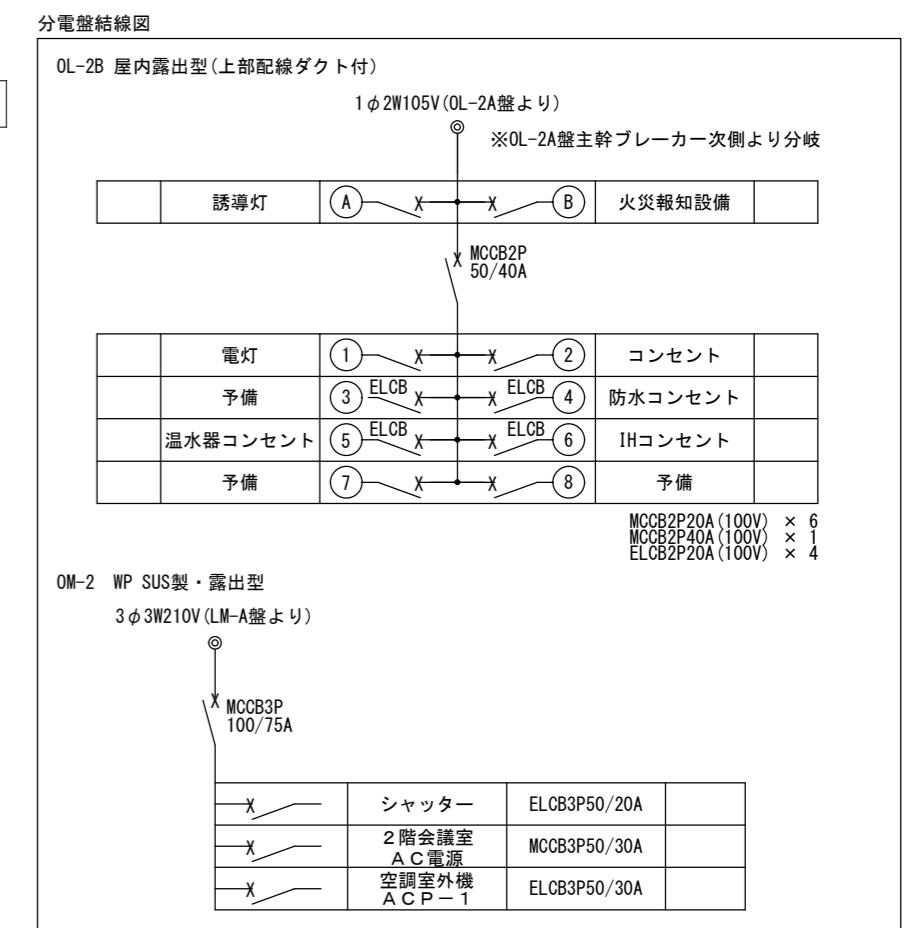 分電盤結線図
OL-2B 屋内露出型(上部配線ダクト付)
1φ2W105V(OL-2A盤より)
※OL-2A盤主幹ブレーカー次側より分岐
誘導灯 A B 火災報知設備
MCCB2P
50/40A
電灯 1 2 コンセント
予備 3 ELCB ELCB 4 防水コンセント
温水器コンセント 5 ELCB ELCB 6 IHコンセント
予備 7 8 予備
MCCB2P20A(100V) × 6
MCCB2P40A(100V) × 1
ELCB2P20A(100V) × 4
OM-2 WP SUS製・露出型
3φ3W210V(LM-A盤より)
MCCB3P
100/75A
シャッター ELCB3P50/20A
2階会議室
AC電源 MCCB3P50/30A
空調室外機
ACP-1 ELCB3P50/30A